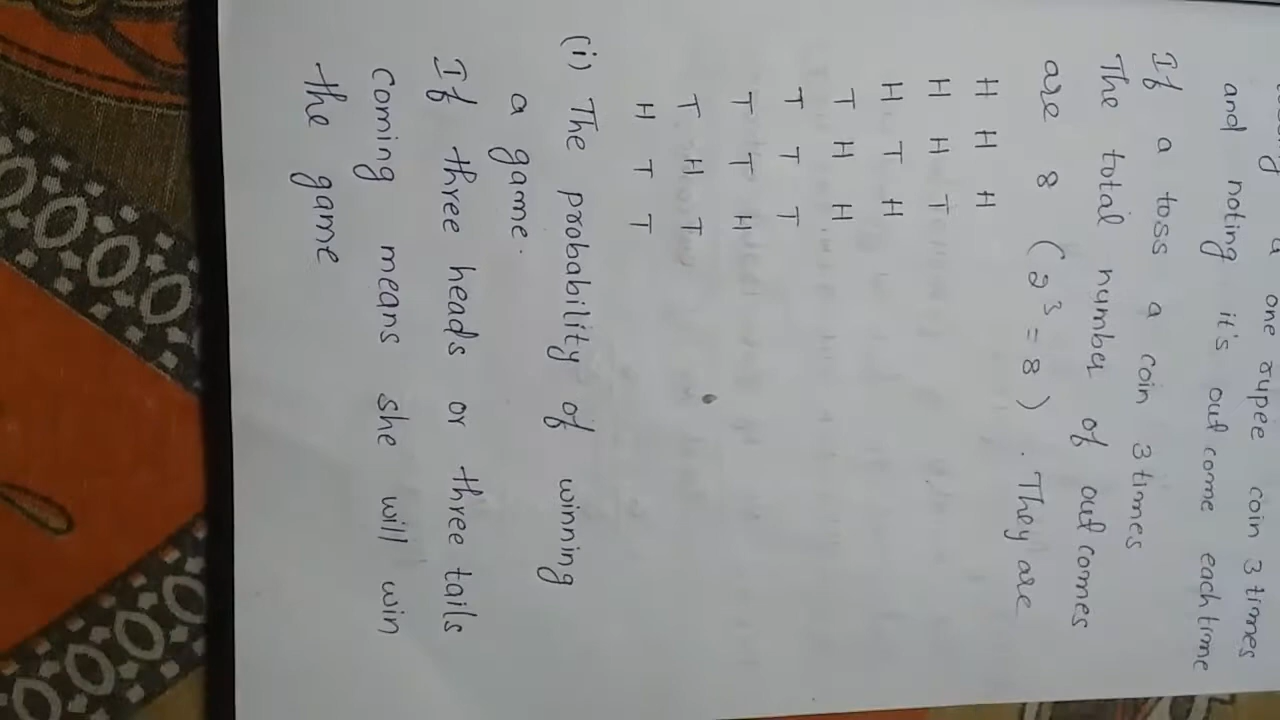 a one rupee coin 3 times
and noting it's out come each time
If a toss a coin 3 times
The total number of out comes
are 8 ( 2³ = 8 ) . They are
H H H
H H T
H T H
T H H
T T T
T T H
T H T
H T T
(i) The probability of winning
a game.
If three heads or three tails
coming means she will win
the game